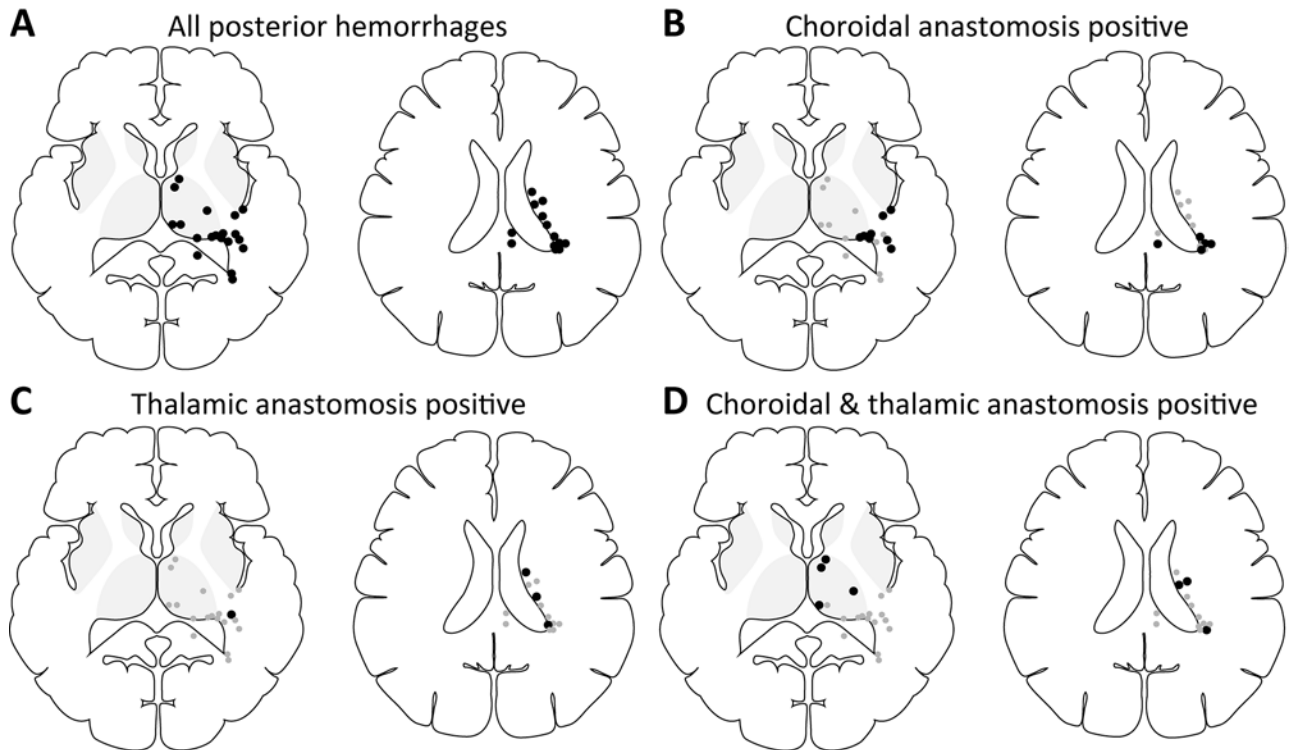 A All posterior hemorrhages
B Choroidal anastomosis positive
C Thalamic anastomosis positive
D Choroidal & thalamic anastomosis positive